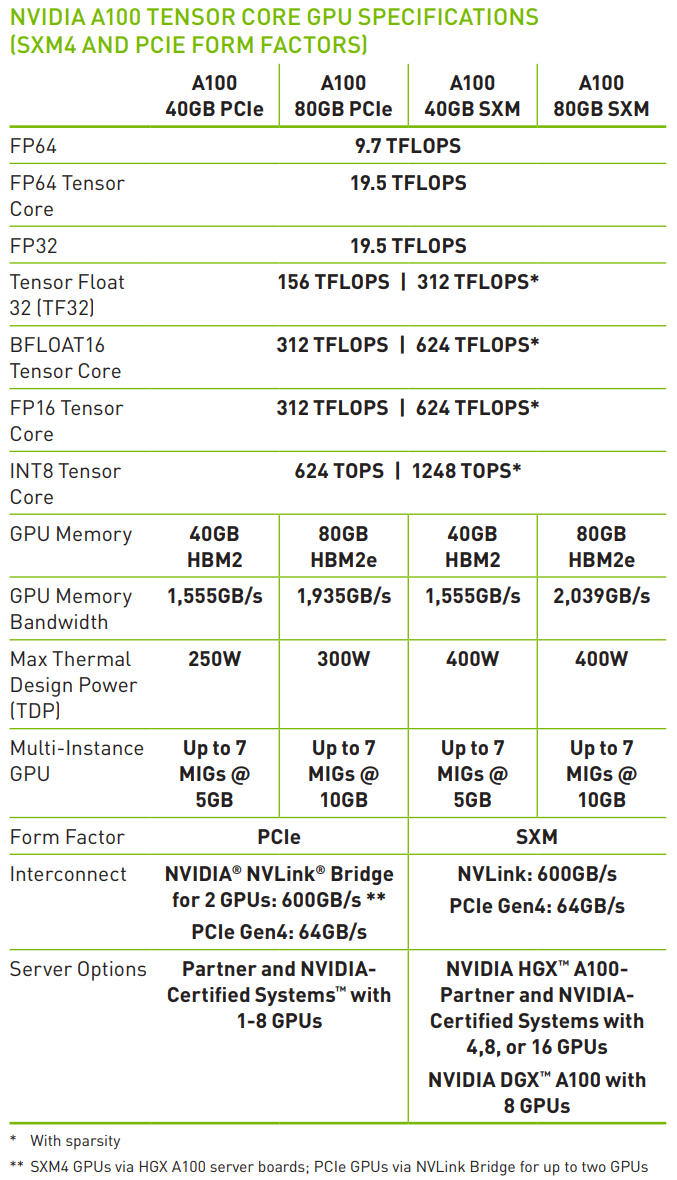 NVIDIA A100 TENSOR CORE GPU SPECIFICATIONS
(SXM4 AND PCIE FORM FACTORS)
A100 40GB PCIe A100 80GB PCIe A100 40GB SXM A100 80GB SXM
FP64 9.7 TFLOPS
FP64 Tensor Core 19.5 TFLOPS
FP32 19.5 TFLOPS
Tensor Float 32 (TF32) 156 TFLOPS | 312 TFLOPS*
BFLOAT16 Tensor Core 312 TFLOPS | 624 TFLOPS*
FP16 Tensor Core 312 TFLOPS | 624 TFLOPS*
INT8 Tensor Core 624 TOPS | 1248 TOPS*
GPU Memory 40GB HBM2 80GB HBM2e 40GB HBM2 80GB HBM2e
GPU Memory Bandwidth 1,555GB/s 1,935GB/s 1,555GB/s 2,039GB/s
Max Thermal Design Power (TDP) 250W 300W 400W 400W
Multi-Instance GPU Up to 7 MIGs @ 5GB Up to 7 MIGs @ 10GB Up to 7 MIGs @ 5GB Up to 7 MIGs @ 10GB
Form Factor PCIe SXM
Interconnect NVIDIA® NVLink® Bridge for 2 GPUs: 600GB/s ** PCIe Gen4: 64GB/s NVLink: 600GB/s PCIe Gen4: 64GB/s
Server Options Partner and NVIDIA-Certified Systems™ with 1-8 GPUs NVIDIA HGX™ A100-Partner and NVIDIA-Certified Systems with 4,8, or 16 GPUs NVIDIA DGX™ A100 with 8 GPUs
* With sparsity
** SXM4 GPUs via HGX A100 server boards; PCIe GPUs via NVLink Bridge for up to two GPUs